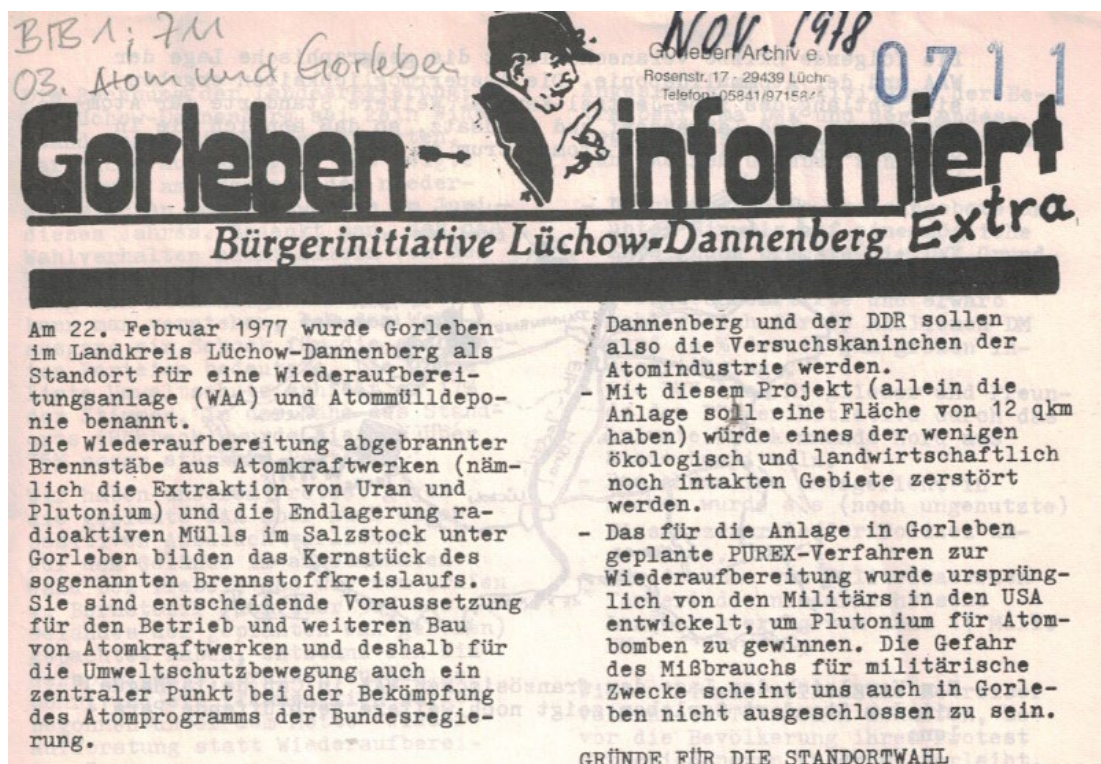 BIB 1; 711
03. Atommüll und Gorleben
NOV. 1978
0711
Gorleben Archiv e.
Rosenstr. 17 - 29439 Lüch
Telefon: 05841/97158
Gorleben informiert
Extra
Bürgerinitiative Lüchow-Dannenberg
Am 22. Februar 1977 wurde Gorleben
im Landkreis Lüchow-Dannenberg als
Standort für eine Wiederaufberei-
tungsanlage (WAA) und Atommülldepo-
nie benannt.
Die Wiederaufbereitung abgebrannter
Brennstäbe aus Atomkraftwerken (näm-
lich die Extraktion von Uran und
Plutonium) und die Endlagerung ra-
dioaktiven Mülls im Salzstock unter
Gorleben bilden das Kernstück des
sogenannten Brennstoffkreislaufs.
Sie sind entscheidende Voraussetzung
für den Betrieb und weiteren Bau
von Atomkraftwerken und deshalb für
die Umweltschutzbewegung auch ein
zentraler Punkt bei der Bekämpfung
des Atomprogramms der Bundesregie-
rung.
Dannenberg und der DDR sollen
also die Versuchskaninchen der
Atomindustrie werden.
- Mit diesem Projekt (allein die
Anlage soll eine Fläche von 12 qkm
haben) würde eines der wenigen
ökologisch und landwirtschaftlich
noch intakten Gebiete zerstört
werden.
- Das für die Anlage in Gorleben
geplante PUREX-Verfahren zur
Wiederaufbereitung wurde ursprüng-
lich von den Militärs in den USA
entwickelt, um Plutonium für Atom-
bomben zu gewinnen. Die Gefahr
des Mißbrauchs für militärische
Zwecke scheint uns auch in Gorle-
ben nicht ausgeschlossen zu sein.
GRÜNDE FÜR DIE STANDORTWAHL